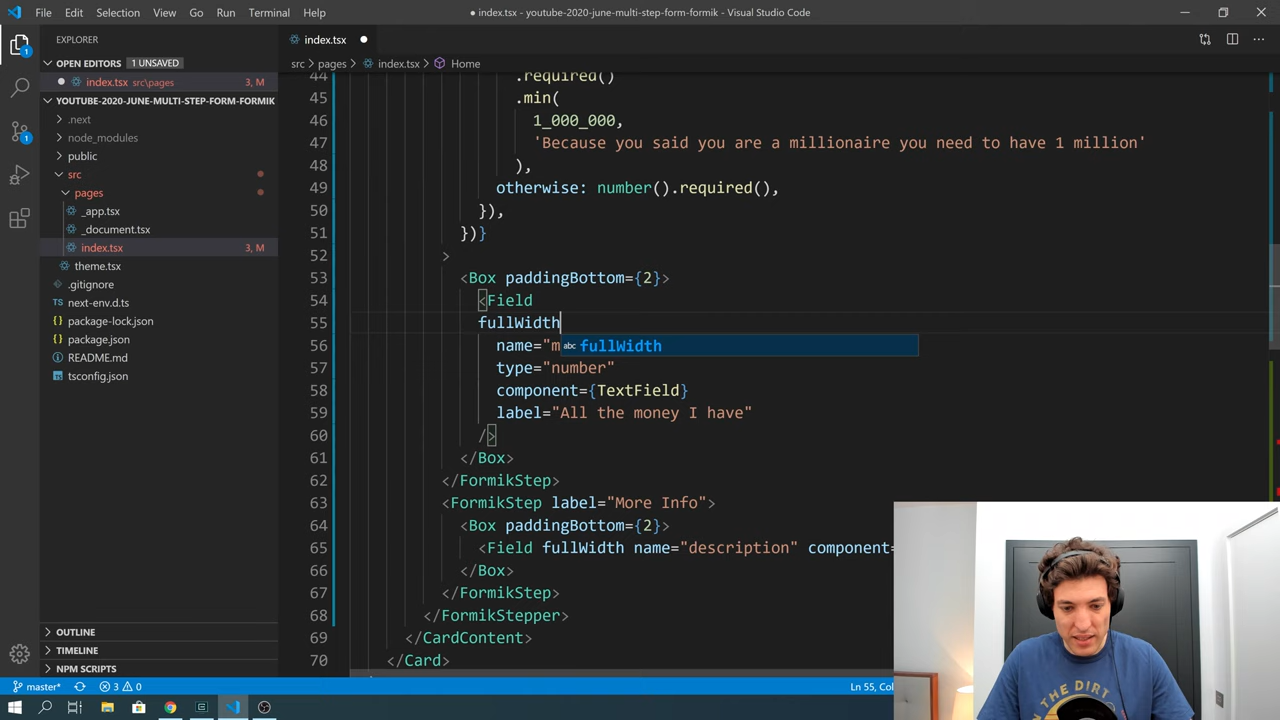 File Edit Selection View Go Run Terminal Help
● index.tsx - youtube-2020-june-multi-step-form-formik - Visual Studio Code
EXPLORER
OPEN EDITORS 1 UNSAVED
index.tsx src\pages 3, M
YOUTUBE-2020-JUNE-MULTI-STEP-FORM-FORMIK
.next
node_modules
public
src
pages
_app.tsx
_document.tsx
index.tsx 3, M
theme.tsx
.gitignore
next-env.d.ts
package-lock.json
package.json
README.md
tsconfig.json
OUTLINE
TIMELINE
NPM SCRIPTS
index.tsx
src > pages > index.tsx > Home
44 .required()
45 .min(
46 1_000_000,
47 'Because you said you are a millionaire you need to have 1 million'
48 ),
49 otherwise: number().required(),
50 }),
51 })}
52 >
53 <Box paddingBottom={2}>
54 <Field
55 fullWidth
56 name="m
abc fullWidth
57 type="number"
58 component={TextField}
59 label="All the money I have"
60 />
61 </Box>
62 </FormikStep>
63 <FormikStep label="More Info">
64 <Box paddingBottom={2}>
65 <Field fullWidth name="description" component=
66 </Box>
67 </FormikStep>
68 </FormikStepper>
69 </CardContent>
70 </Card>
master* 3 0 Ln 55, Col